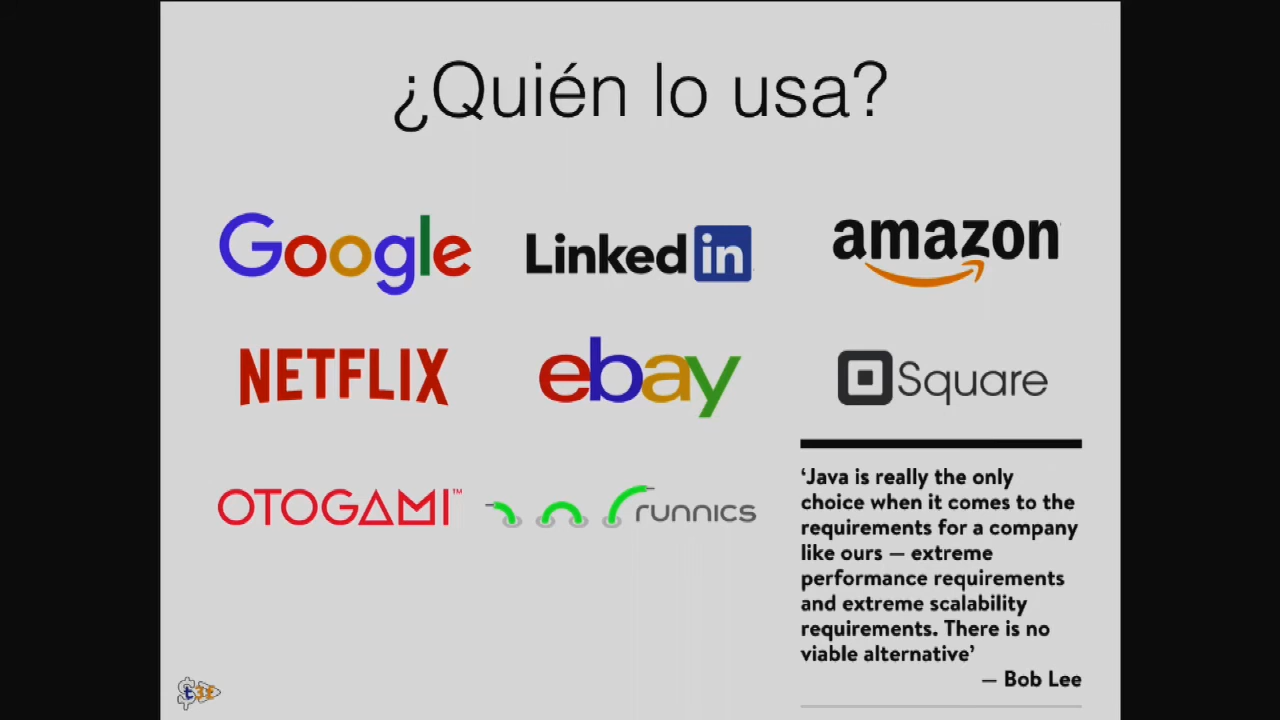 ¿Quién lo usa?
Google
Linked in
amazon
NETFLIX
ebay
Square
OTOGAMI™
runnics
‘Java is really the only
choice when it comes to the
requirements for a company
like ours — extreme
performance requirements
and extreme scalability
requirements. There is no
viable alternative’
— Bob Lee